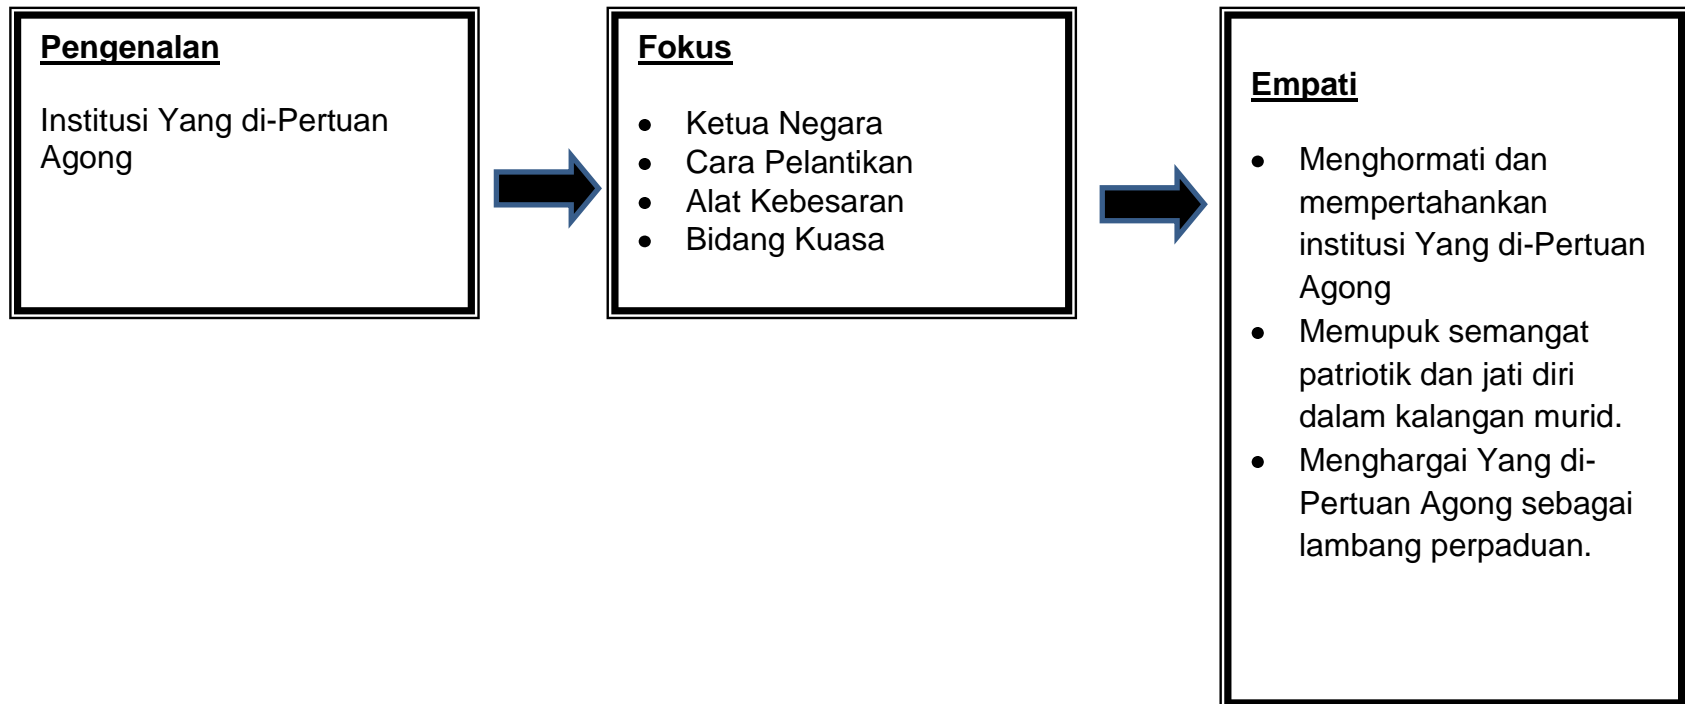 Pengenalan
Institusi Yang di-Pertuan
Agong
Fokus
• Ketua Negara
• Cara Pelantikan
• Alat Kebesaran
• Bidang Kuasa
Empati
• Menghormati dan
mempertahankan
institusi Yang di-Pertuan
Agong
• Memupuk semangat
patriotik dan jati diri
dalam kalangan murid.
• Menghargai Yang di-
Pertuan Agong sebagai
lambang perpaduan.